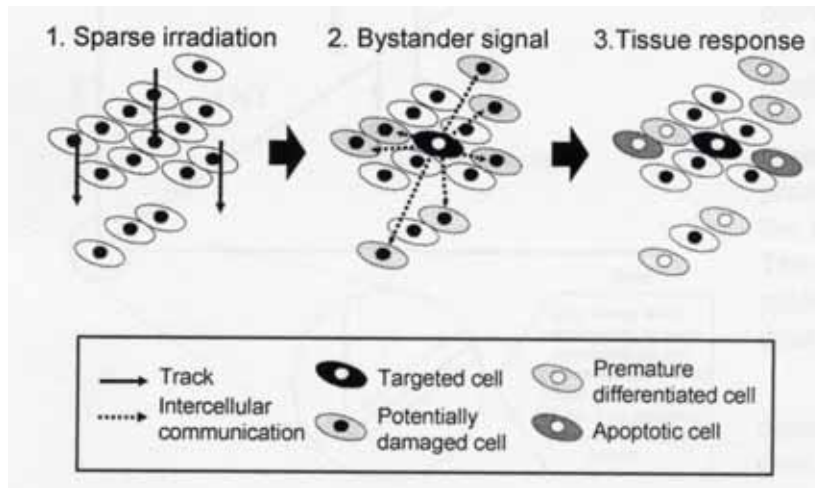 1. Sparse irradiation
2. Bystander signal
3.Tissue response
Track
Intercellular
communication
Targeted cell
Potentially
damaged cell
Premature
differentiated cell
Apoptotic cell